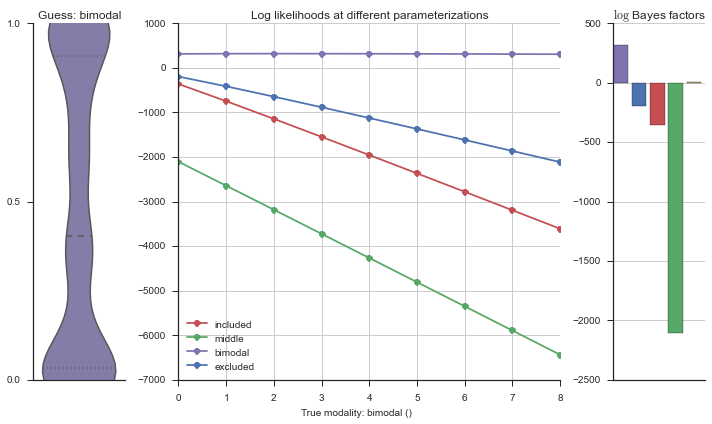 Guess: bimodal
1.0
0.5
0.0
Log likelihoods at different parameterizations
1000
0
−1000
−2000
−3000
−4000
−5000
−6000
−7000
included
middle
bimodal
excluded
0 1 2 3 4 5 6 7 8
True modality: bimodal ()
log Bayes factors
500
0
−500
−1000
−1500
−2000
−2500